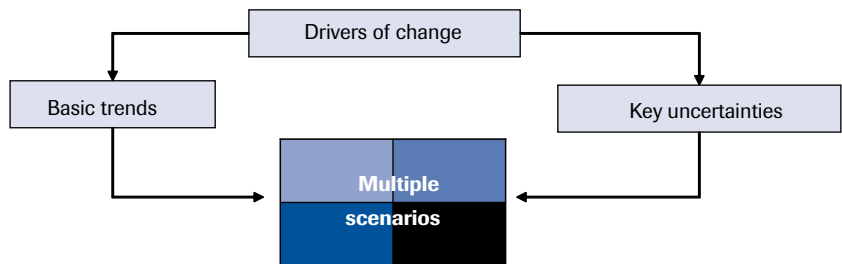 Drivers of change
Basic trends
Key uncertainties
Multiple
scenarios